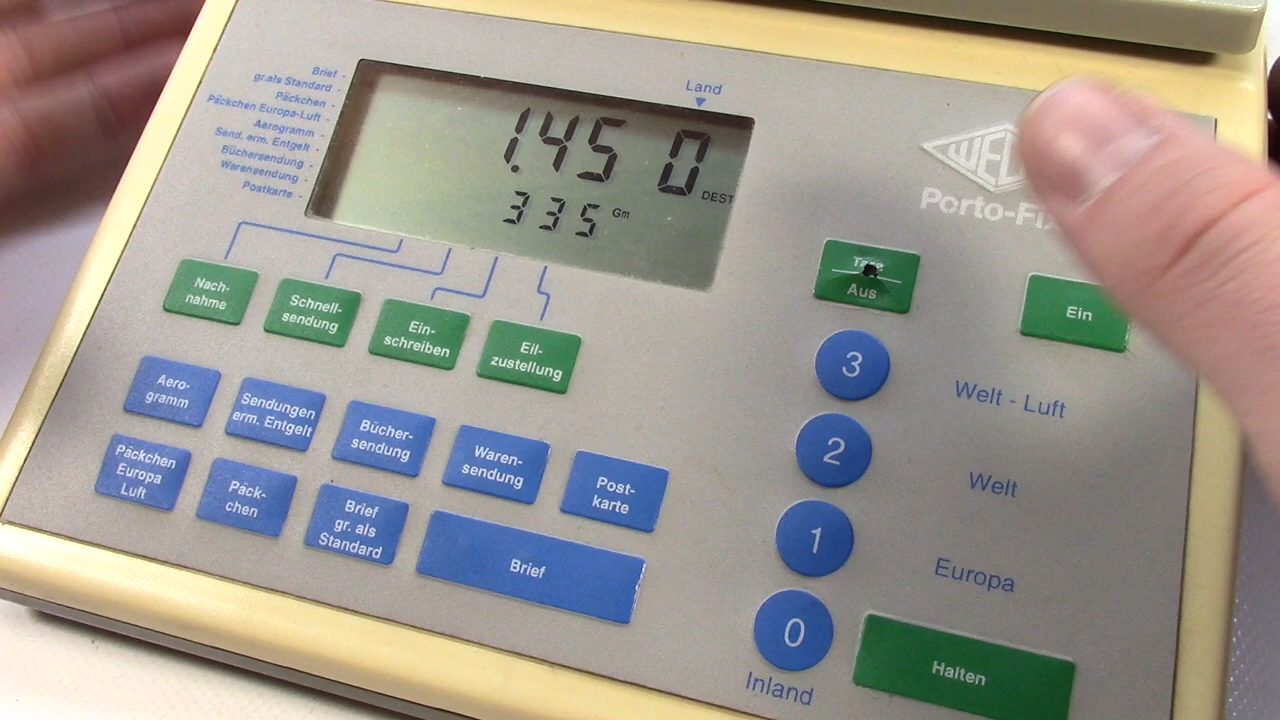 Brief -
gr.als Standard -
Päckchen -
Päckchen Europa-Luft -
Aerogramm -
Send. erm. Entgelt -
Büchersendung -
Warensendung -
Postkarte -
Land
1.45 0
DEST
335 Gm
Porto-Fi
Nach-
nahme
Schnell-
sendung
Ein-
schreiben
Eil-
zustellung
Aus
Ein
Aero-
gramm
Sendungen
erm. Entgelt
Bücher-
sendung
Waren-
sendung
Post-
karte
Päckchen
Europa
Luft
Päck-
chen
Brief
gr. als
Standard
Brief
3 Welt - Luft
2 Welt
1 Europa
0
Inland
Halten